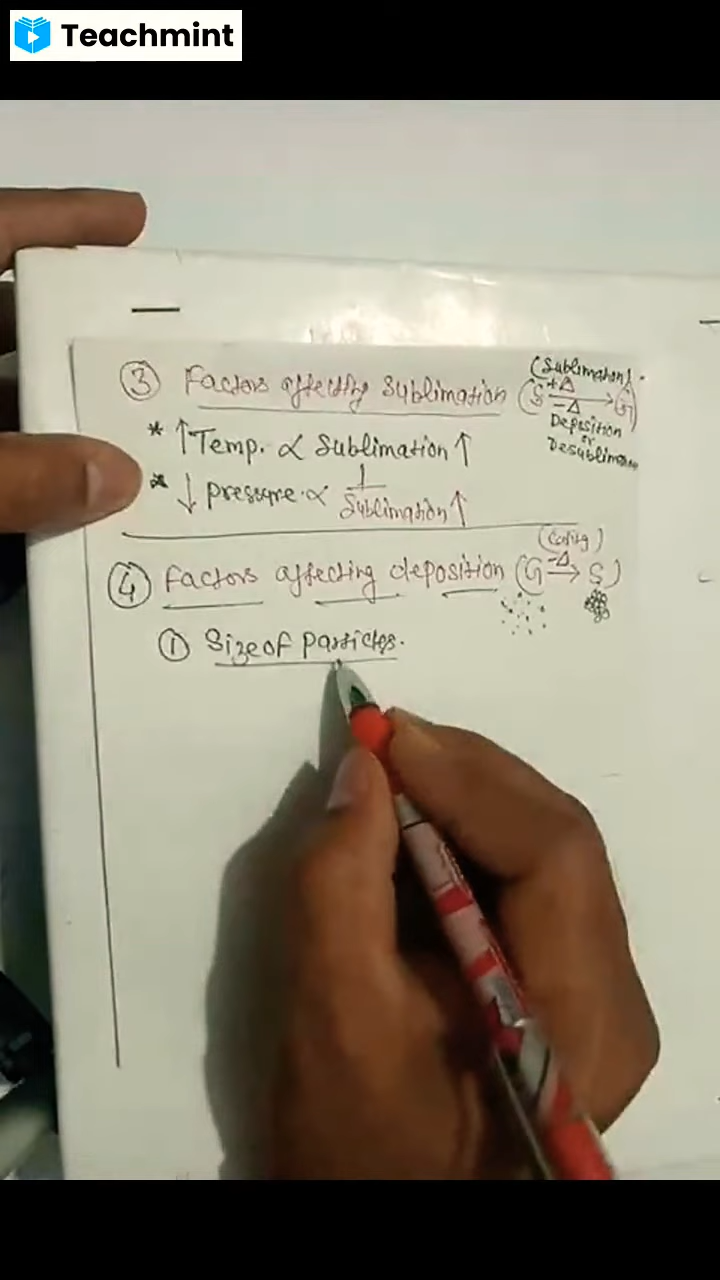 Teachmint
③ Factors affecting Sublimation (S +Δ ⟶ G)
(Sublimation)
-Δ
Deposition
or
Desublimation
* ↑Temp. ∝ Sublimation ↑
* ↓ pressure ∝ 1/Sublimation ↑
④ Factors affecting deposition (G -Δ→ S)
① Size of particles.